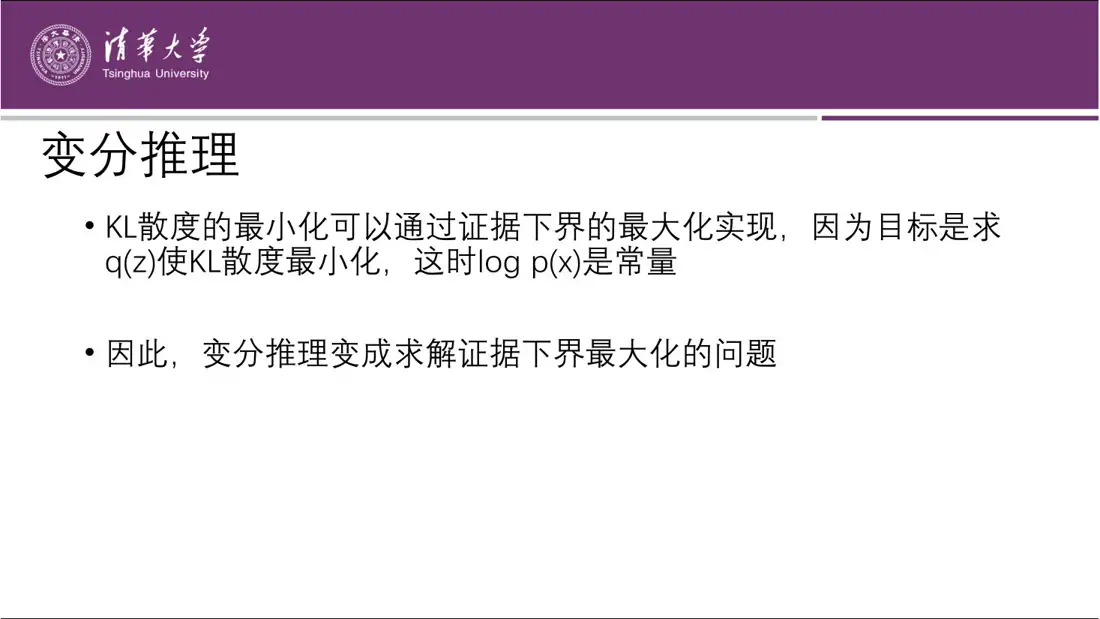 清华大学
Tsinghua University
变分推理
• KL散度的最小化可以通过证据下界的最大化实现，因为目标是求
q(z)使KL散度最小化，这时log p(x)是常量
• 因此，变分推理变成求解证据下界最大化的问题